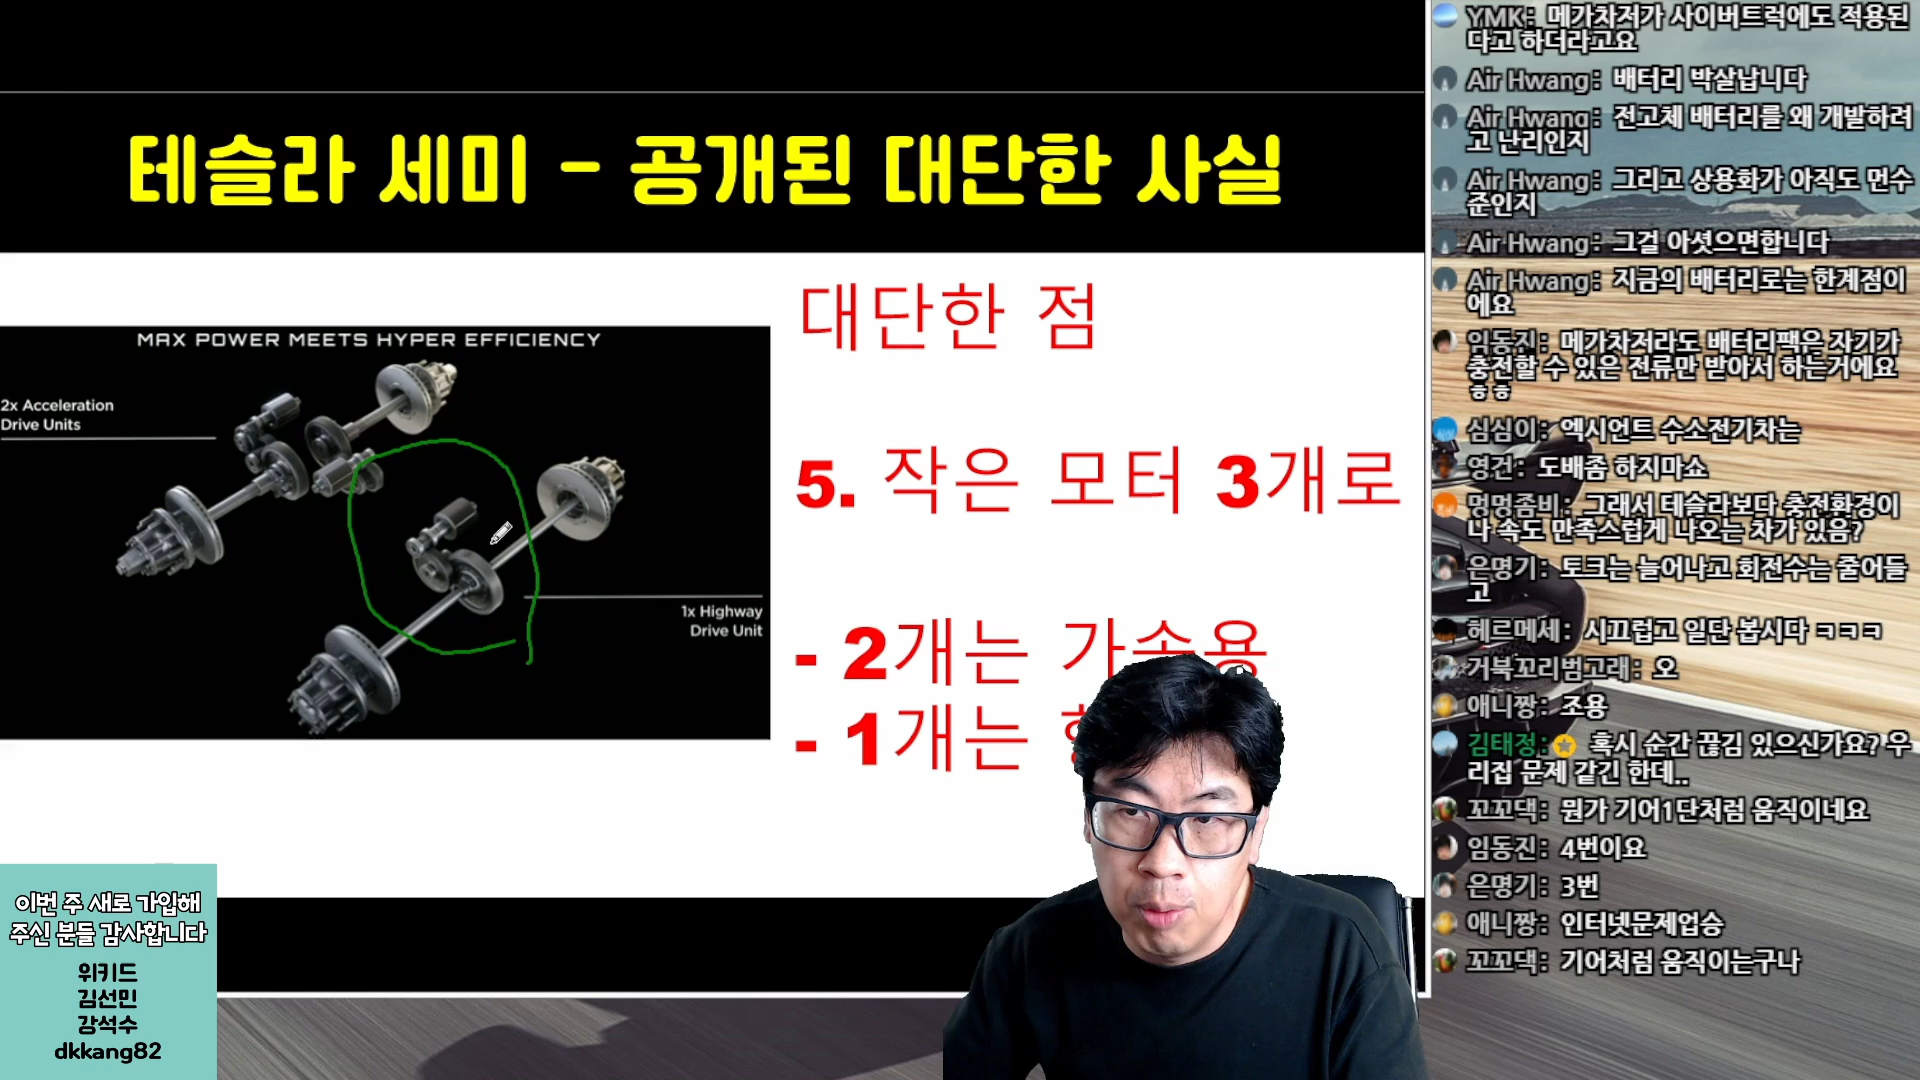 테슬라 세미 - 공개된 대단한 사실
MAX POWER MEETS HYPER EFFICIENCY
2x Acceleration
Drive Units
1x Highway
Drive Unit
대단한 점
5. 작은 모터 3개로
- 2개는 가속용
- 1개는
이번 주 새로 가입해
주신 분들 감사합니다
위키드
김선민
강석수
dkkang82
YMK: 메가차저가 사이버트럭에도 적용된
다고 하더라고요
Air Hwang: 배터리 박살납니다
Air Hwang: 전고체 배터리를 왜 개발하려
고 난리인지
Air Hwang: 그리고 상용화가 아직도 먼수
준인지
Air Hwang: 그걸 아셧으면합니다
Air Hwang: 지금의 배터리로는 한계점이
에요
임동진: 메가차저라도 배터리팩은 자기가
충전할 수 있은 전류만 받아서 하는거에요
ㅎㅎ
심심이: 엑시언트 수소전기차는
영건: 도배좀 하지마쇼
멍멍좀비: 그래서 테슬라보다 충전환경이
나 속도 만족스럽게 나오는 차가 있음?
은명기: 토크는 늘어나고 회전수는 줄어들
고
헤르메세: 시끄럽고 일단 봅시다 ㅋㅋㅋ
거북꼬리범고래: 오
애니짱: 조용
김태정: 혹시 순간 끊김 있으신가요? 우
리집 문제 같긴 한데..
꼬꼬댁: 뭔가 기어1단처럼 움직이네요
임동진: 4번이요
은명기: 3번
애니짱: 인터넷문제업승
꼬꼬댁: 기어처럼 움직이는구나